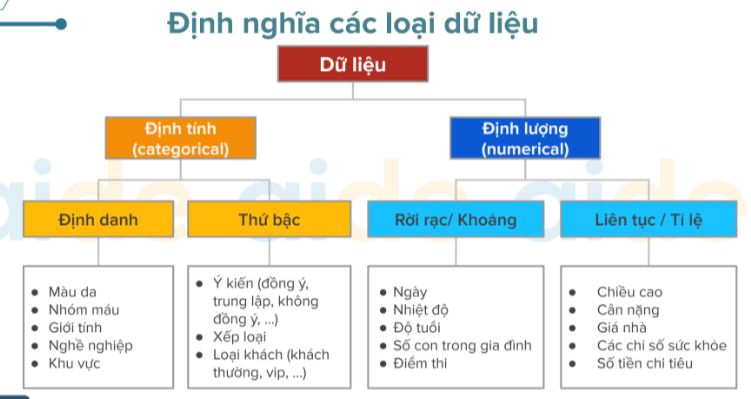 Định nghĩa các loại dữ liệu
Dữ liệu
Định tính
(categorical)
Định lượng
(numerical)
Định danh
Thứ bậc
Rời rạc/ Khoảng
Liên tục / Tỉ lệ
• Màu da
• Nhóm máu
• Giới tính
• Nghề nghiệp
• Khu vực
• Ý kiến (đồng ý,
trung lập, không
đồng ý, ...)
• Xếp loại
• Loại khách (khách
thường, vip, ...)
• Ngày
• Nhiệt độ
• Độ tuổi
• Số con trong gia đình
• Điểm thi
• Chiều cao
• Cân nặng
• Giá nhà
• Các chỉ số sức khỏe
• Số tiền chi tiêu
aide aide aide